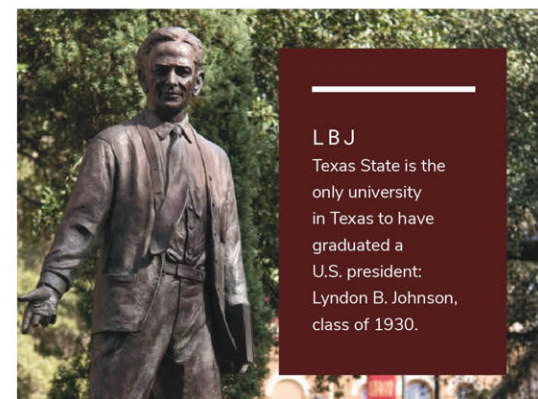 LBJ
Texas State is the
only university
in Texas to have
graduated a
U.S. president:
Lyndon B. Johnson,
class of 1930.